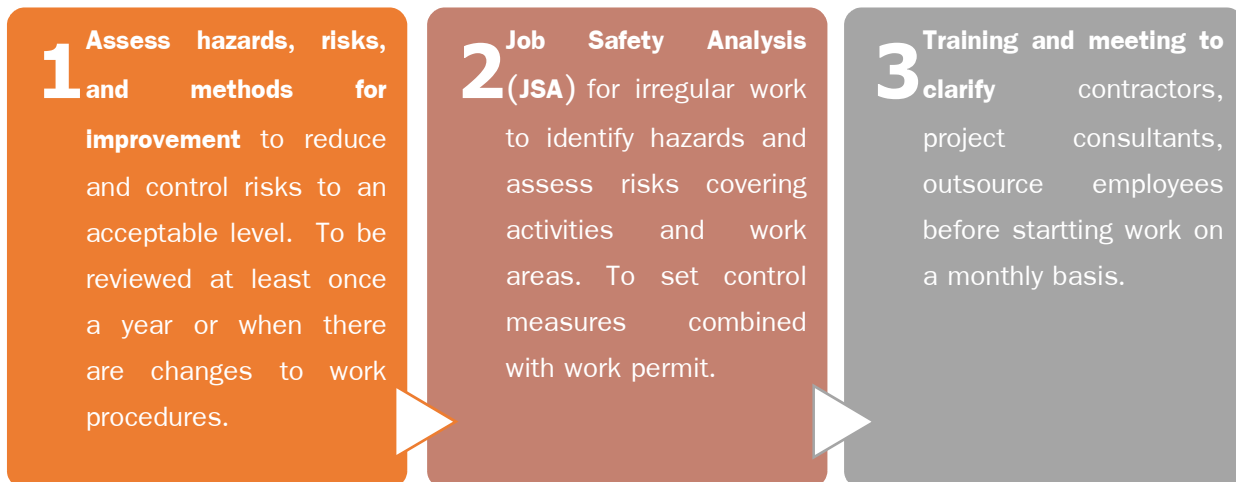 1
Assess hazards, risks,
and methods for
improvement to reduce
and control risks to an
acceptable level. To be
reviewed at least once
a year or when there
are changes to work
procedures.
2
Job Safety Analysis
(JSA) for irregular work
to identify hazards and
assess risks covering
activities and work
areas. To set control
measures combined
with work permit.
3
Training and meeting to
clarify contractors,
project consultants,
outsource employees
before startting work on
a monthly basis.